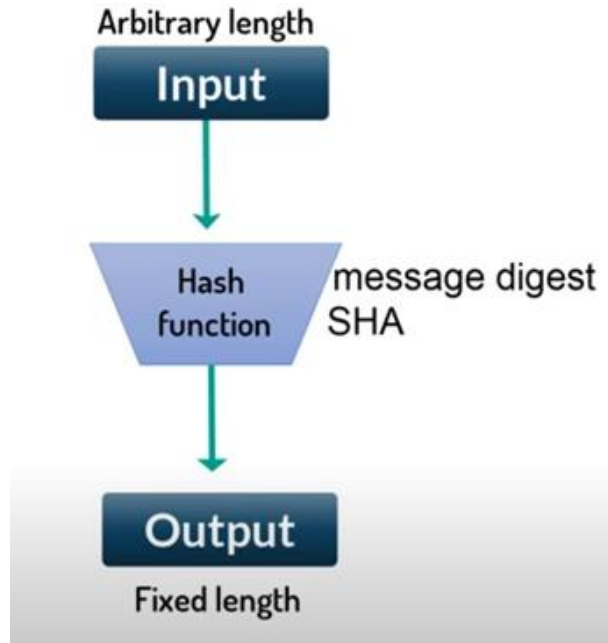 Arbitrary length
Input
Hash message digest
function SHA
Output
Fixed length